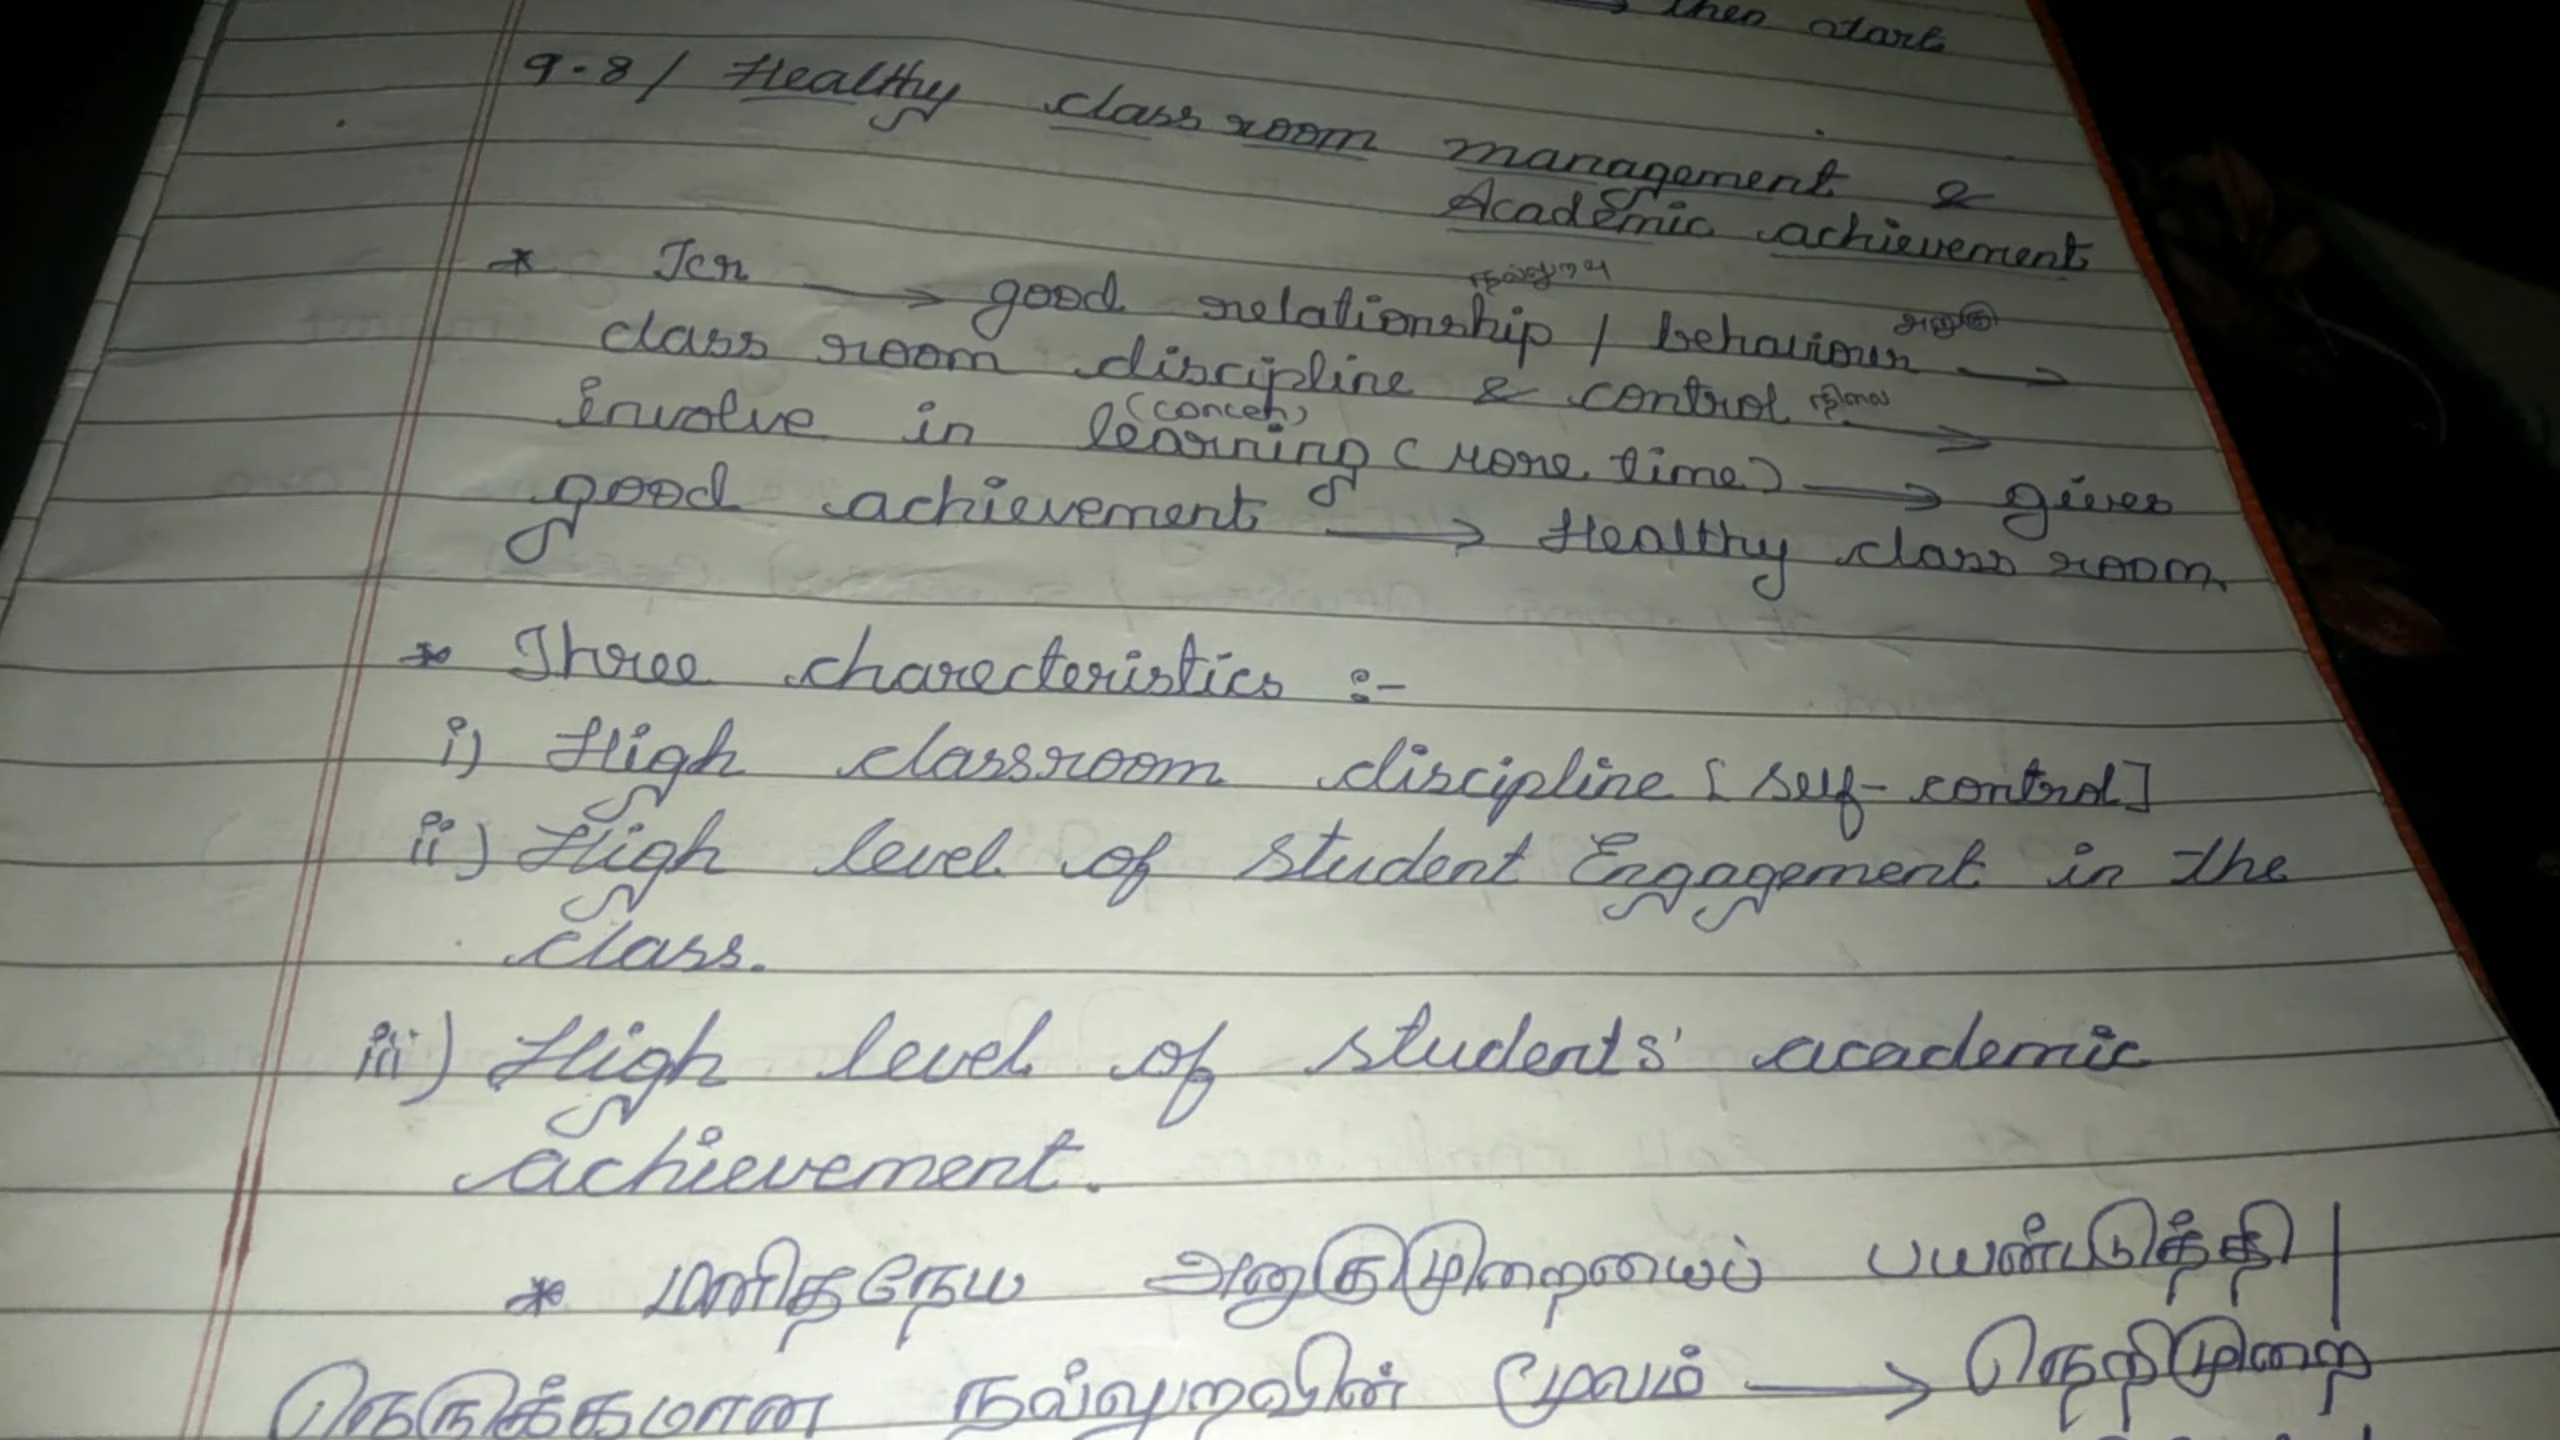 then start
9-8/ Healthy class room management &
Academic achievement
நல்லுறவு
* Tcr → good relationship / behaviour →
class room discipline & control →
(concen)
involve in learning (More time) → gives
good achievement → Healthy class room
* Three charecteristics :-
i) High classroom discipline [self-control]
ii) High level of student Engagement in the
class.
iii) High level of students' academic
achievement.
* மனிதநேய அணுகுமுறையைப் பயன்படுத்தி |
நெருக்கமான நல்லுறவின் மூலம் → நெறிமுறை